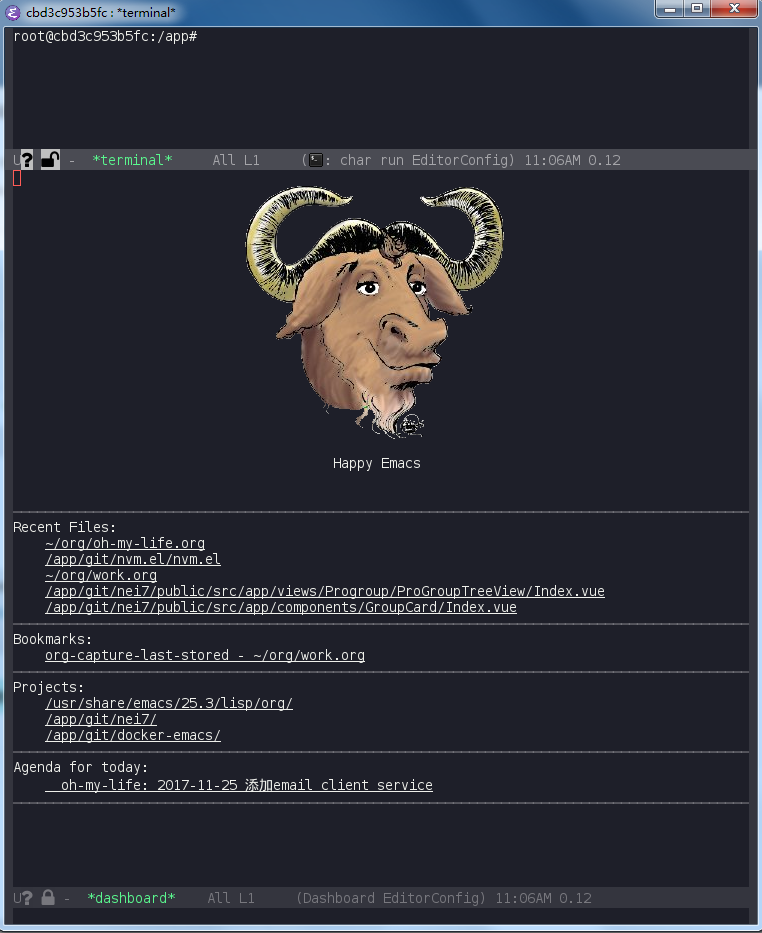 cbd3c953b5fc : *terminal*
root@cbd3c953b5fc:/app#
U? - *terminal* All L1 (: char run EditorConfig) 11:06AM 0.12
Happy Emacs
Recent Files:
~/org/oh-my-life.org
/app/git/nvm.el/nvm.el
~/org/work.org
/app/git/nei7/public/src/app/views/Progroup/ProGroupTreeView/Index.vue
/app/git/nei7/public/src/app/components/GroupCard/Index.vue
Bookmarks:
org-capture-last-stored - ~/org/work.org
Projects:
/usr/share/emacs/25.3/lisp/org/
/app/git/nei7/
/app/git/docker-emacs/
Agenda for today:
oh-my-life: 2017-11-25 添加email client service
U? - *dashboard* All L1 (Dashboard EditorConfig) 11:06AM 0.12